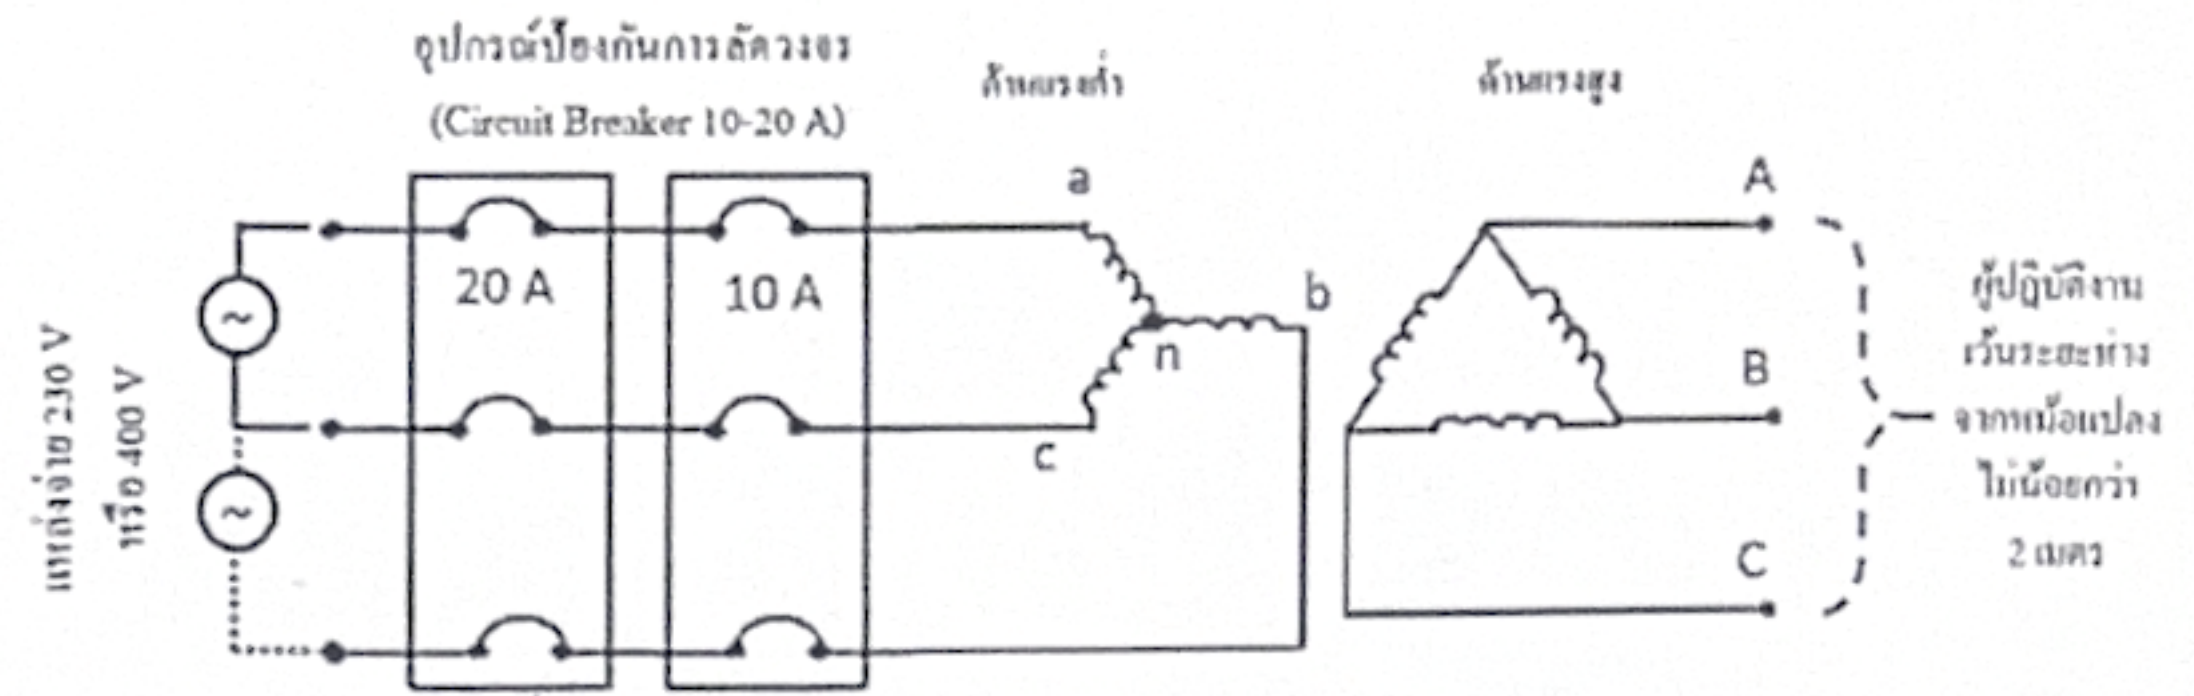 อุปกรณ์ป้องกันการลัดวงจร
(Circuit Breaker 10-20 A)
ด้านแรงต่ำ
ด้านแรงสูง
a
A
20 A
10 A
b
n
B
c
C
แหล่งจ่าย 230 V
หรือ 400 V
ผู้ปฏิบัติงาน
เว้นระยะห่าง
จากหม้อแปลง
ไม่น้อยกว่า
2 เมตร